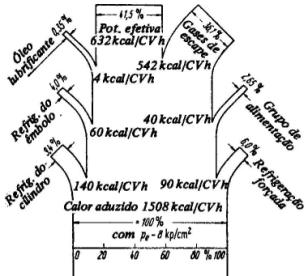 41,5 %
Pot. efetiva
632 kcal/CVh
36,1%
Gases de
escape
542 kcal/CVh
Óleo
lubrificante 0,35%
4 kcal/CVh
Refrig. do
êmbolo 4,0%
60 kcal/CVh
2,65%
Grupo de
alimentação
40 kcal/CVh
Refrig. do
cilindro 9,4%
140 kcal/CVh
6,0%
Refrigeração
forçada
90 kcal/CVh
Calor aduzido 1508 kcal/CVh
= 100%
com pe = 8 kp/cm²
0 20 40 60 80 % 100